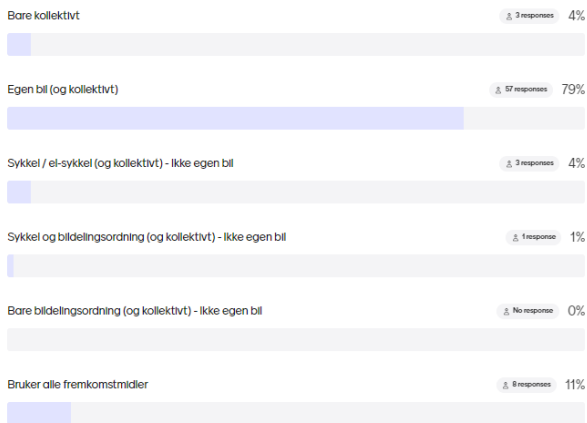 Bare kollektivt 3 responses 4%
Egen bil (og kollektivt) 57 responses 79%
Sykkel / el-sykkel (og kollektivt) - Ikke egen bil 3 responses 4%
Sykkel og bildelingsordning (og kollektivt) - Ikke egen bil 1 response 1%
Bare bildelingsordning (og kollektivt) - Ikke egen bil No response 0%
Bruker alle fremkomstmidler 8 responses 11%